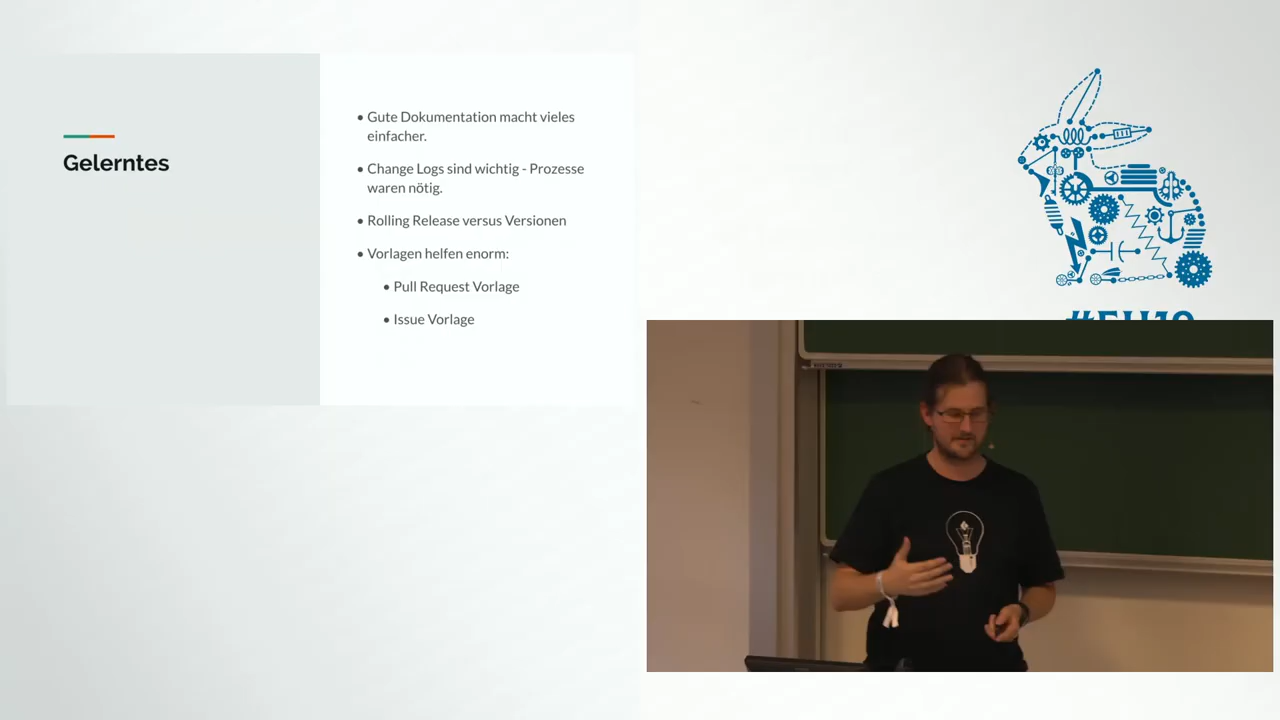 Gelerntes
• Gute Dokumentation macht vieles
einfacher.
• Change Logs sind wichtig - Prozesse
waren nötig.
• Rolling Release versus Versionen
• Vorlagen helfen enorm:
• Pull Request Vorlage
• Issue Vorlage